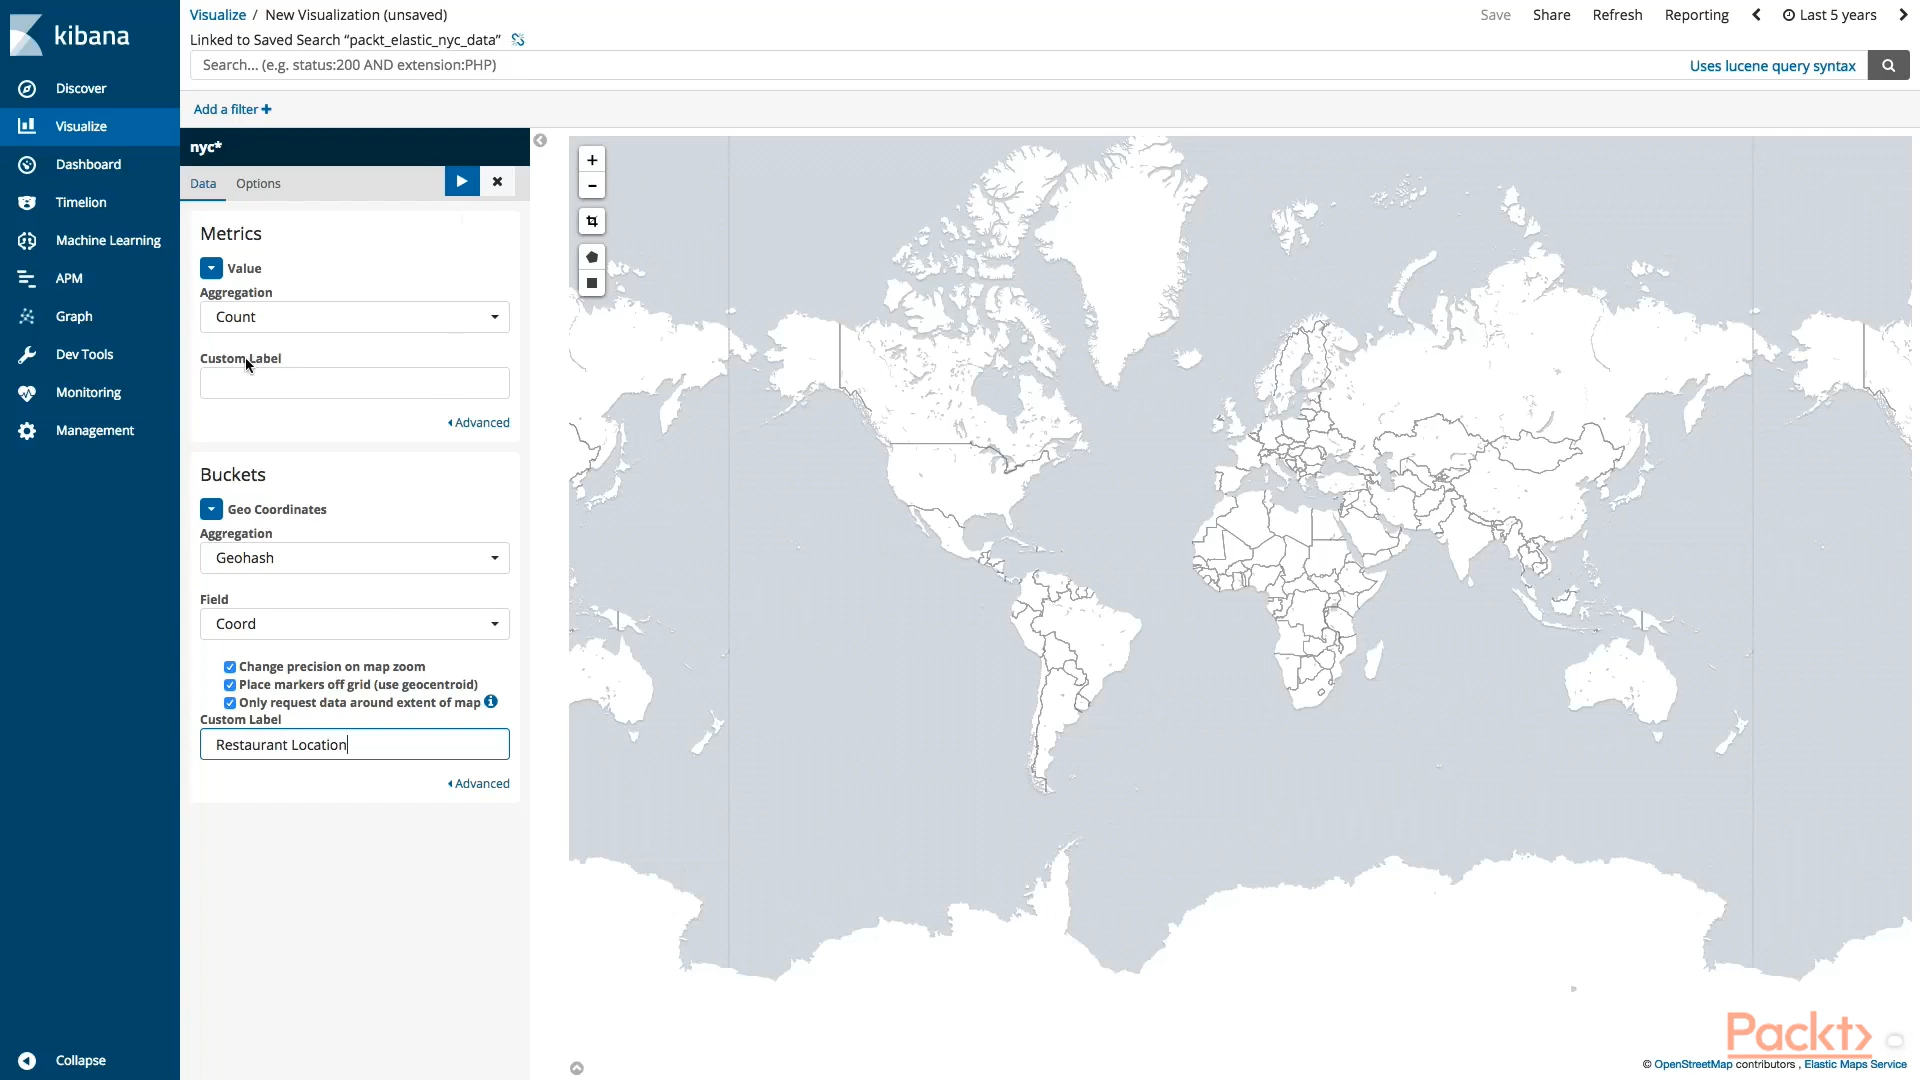 kibana
Discover
Visualize
Dashboard
Timelion
Machine Learning
APM
Graph
Dev Tools
Monitoring
Management
Collapse
Visualize / New Visualization (unsaved)
Save
Share
Refresh
Reporting
Last 5 years
Linked to Saved Search “packt_elastic_nyc_data”
Search... (e.g. status:200 AND extension:PHP)
Uses lucene query syntax
Add a filter +
nyc*
Data
Options
Metrics
Value
Aggregation
Count
Custom Label
Advanced
Buckets
Geo Coordinates
Aggregation
Geohash
Field
Coord
Change precision on map zoom
Place markers off grid (use geocentroid)
Only request data around extent of map
Custom Label
Restaurant Location
Advanced
+
−
Packt>
© OpenStreetMap contributors , Elastic Maps Service